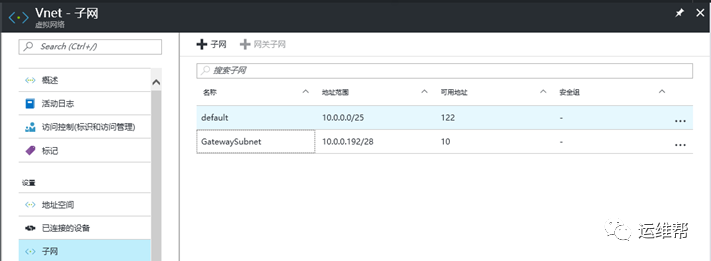 Vnet - 子网
虚拟网络
Search (Ctrl+/)
概述
活动日志
访问控制(标识和访问管理)
标记
设置
地址空间
已连接的设备
子网
子网 网关子网
搜索子网
名称 地址范围 可用地址 安全组
default 10.0.0.0/25 122 - ...
GatewaySubnet 10.0.0.192/28 10 - ...
运维帮